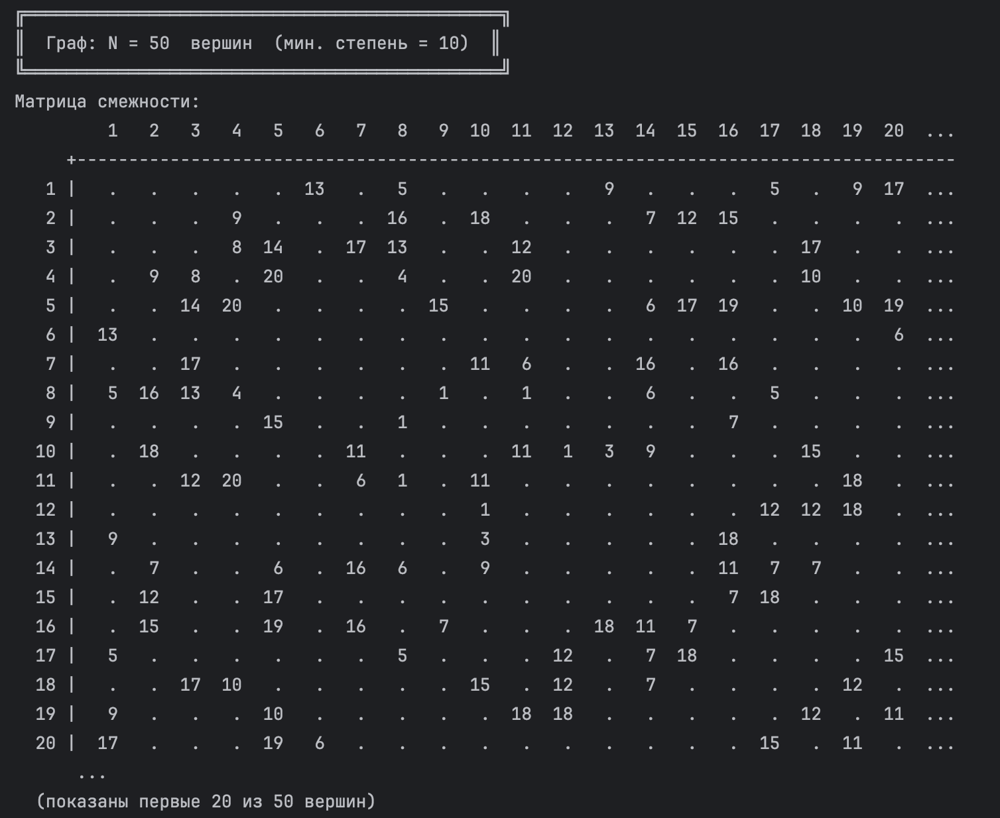 Граф: N = 50  вершин  (мин. степень = 10)
Матрица смежности:
         1   2   3   4   5   6   7   8   9  10  11  12  13  14  15  16  17  18  19  20  ...
     +-------------------------------------------------------------------------------------
   1 |   .   .   .   .   .  13   .   5   .   .   .   .   9   .   .   .   5   .   9  17  ...
   2 |   .   .   .   9   .   .   .  16   .  18   .   .   .   7  12  15   .   .   .   .  ...
   3 |   .   .   .   8  14   .  17  13   .   .  12   .   .   .   .   .   .  17   .   .  ...
   4 |   .   9   8   .  20   .   .   4   .   .  20   .   .   .   .   .   .  10   .   .  ...
   5 |   .   .  14  20   .   .   .   .  15   .   .   .   .   6  17  19   .   .  10  19  ...
   6 |  13   .   .   .   .   .   .   .   .   .   .   .   .   .   .   .   .   .   .   6  ...
   7 |   .   .  17   .   .   .   .   .   .  11   6   .   .  16   .  16   .   .   .   .  ...
   8 |   5  16  13   4   .   .   .   .   1   .   1   .   .   6   .   .   5   .   .   .  ...
   9 |   .   .   .   .  15   .   .   1   .   .   .   .   .   .   .   7   .   .   .   .  ...
  10 |   .  18   .   .   .   .  11   .   .   .  11   1   3   9   .   .   .  15   .   .  ...
  11 |   .   .  12  20   .   .   6   1   .  11   .   .   .   .   .   .   .   .  18   .  ...
  12 |   .   .   .   .   .   .   .   .   .   1   .   .   .   .   .   .  12  12  18   .  ...
  13 |   9   .   .   .   .   .   .   .   .   3   .   .   .   .   .  18   .   .   .   .  ...
  14 |   .   7   .   .   6   .  16   6   .   9   .   .   .   .   .  11   7   7   .   .  ...
  15 |   .  12   .   .  17   .   .   .   .   .   .   .   .   .   .   7  18   .   .   .  ...
  16 |   .  15   .   .  19   .  16   .   7   .   .   .  18  11   7   .   .   .   .   .  ...
  17 |   5   .   .   .   .   .   .   5   .   .   .  12   .   7  18   .   .   .   .  15  ...
  18 |   .   .  17  10   .   .   .   .   .  15   .  12   .   7   .   .   .   .  12   .  ...
  19 |   9   .   .   .  10   .   .   .   .   .  18  18   .   .   .   .   .  12   .  11  ...
  20 |  17   .   .   .  19   6   .   .   .   .   .   .   .   .   .   .  15   .  11   .  ...
      ...
  (показаны первые 20 из 50 вершин)